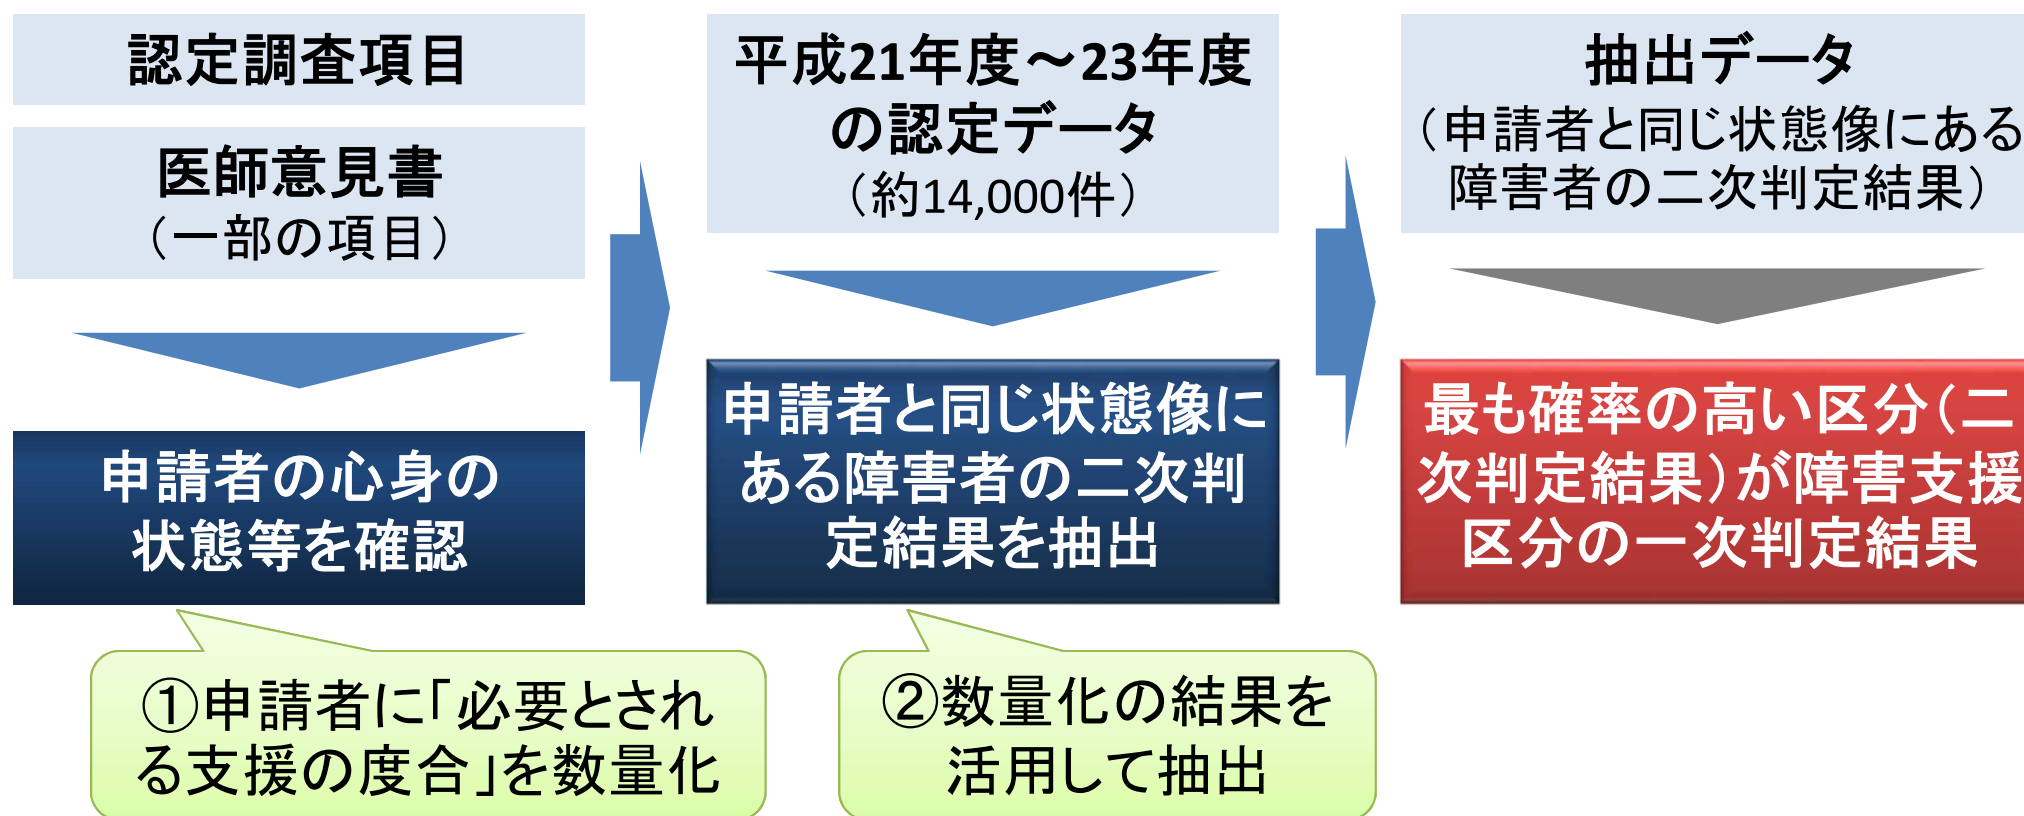 認定調査項目
医師意見書
（一部の項目）
申請者の心身の
状態等を確認
①申請者に「必要とされ
る支援の度合」を数量化
平成21年度～23年度
の認定データ
（約14,000件）
申請者と同じ状態像に
ある障害者の二次判
定結果を抽出
②数量化の結果を
活用して抽出
抽出データ
（申請者と同じ状態像にある
障害者の二次判定結果）
最も確率の高い区分（二
次判定結果）が障害支援
区分の一次判定結果